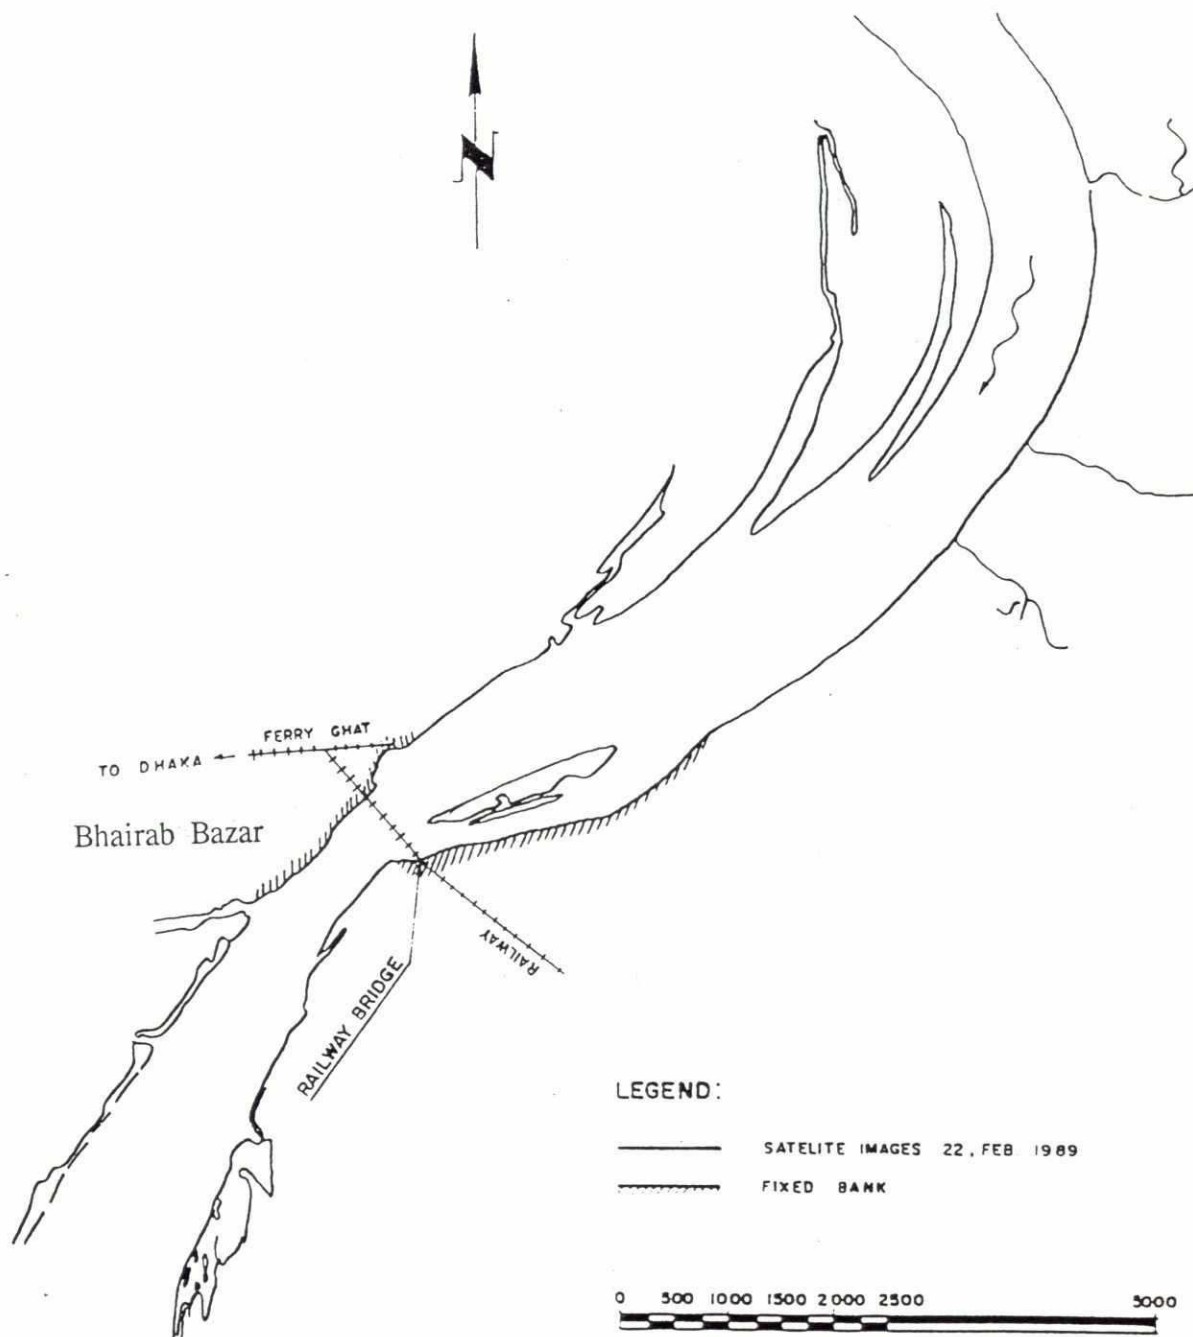 N
FERRY GHAT
TO DHAKA
Bhairab Bazar
RAILWAY
RAILWAY BRIDGE
LEGEND:
SATELITE IMAGES 22, FEB 1989
FIXED BANK
0 500 1000 1500 2000 2500 5000